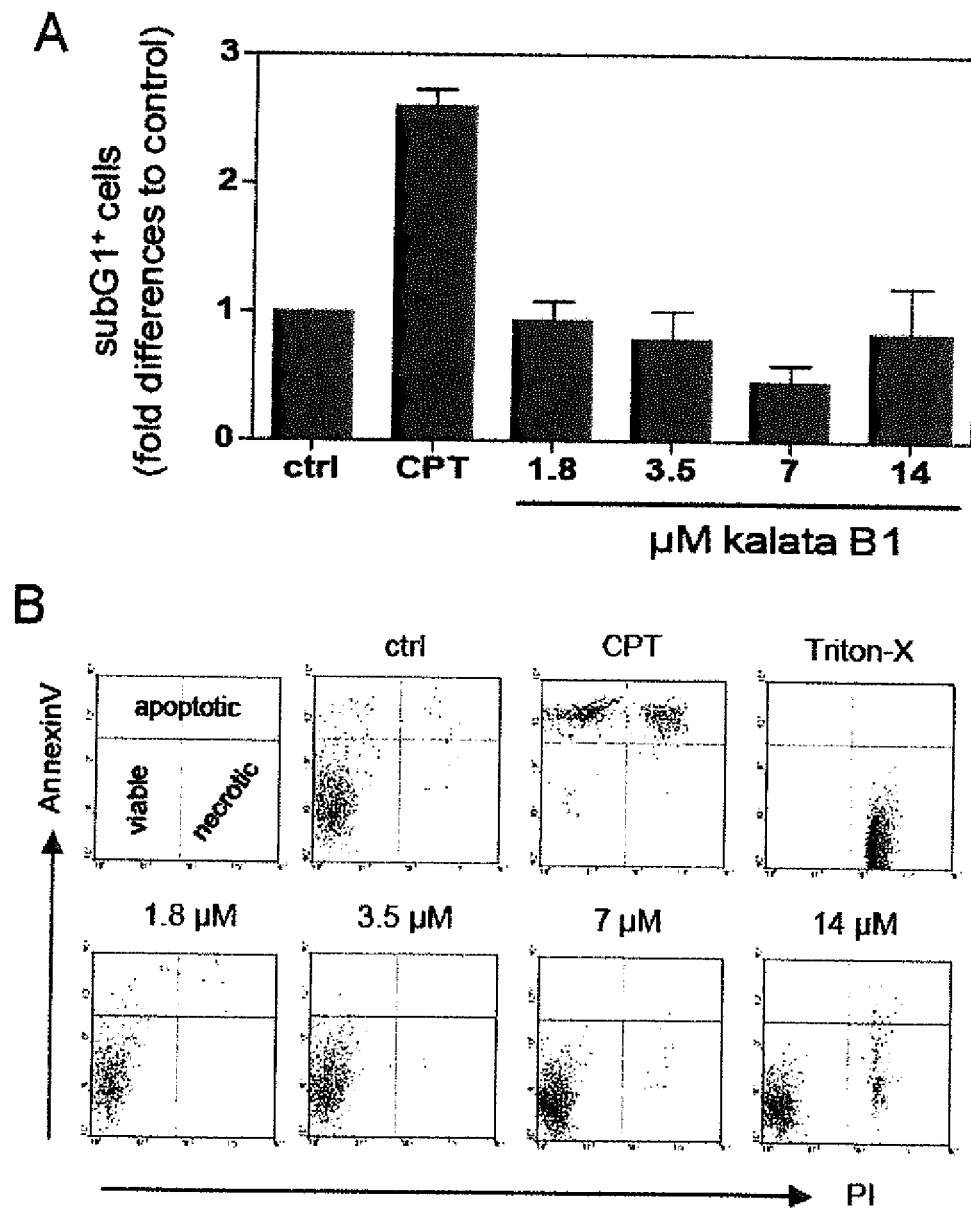 A
subG1⁺ cells
(fold differences to control)
3
2
1
0
ctrl
CPT
1.8
3.5
7
14
µM kalata B1
B
AnnexinV
apoptotic
viable
necrotic
ctrl
CPT
Triton-X
1.8 µM
3.5 µM
7 µM
14 µM
PI